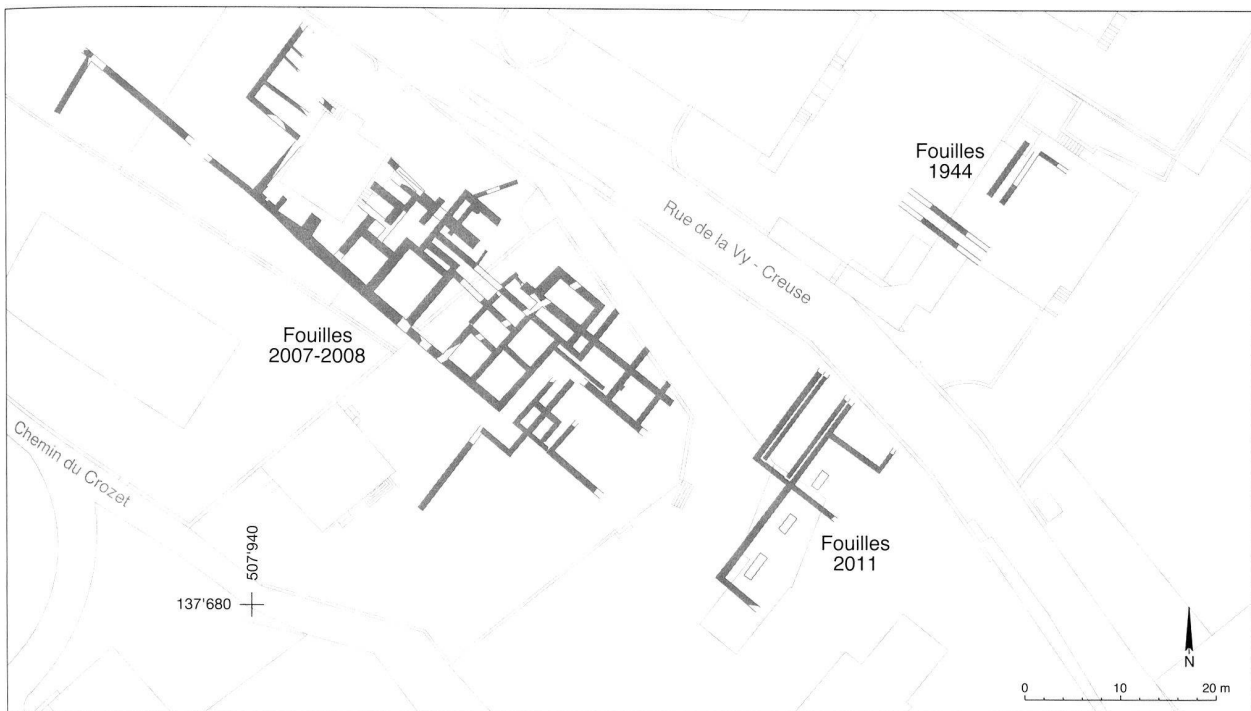 Fouilles
1944
Rue de la Vy - Creuse
Fouilles
2007-2008
Chemin du Crozet
Fouilles
2011
507'940
137'680
N
0 10 20 m